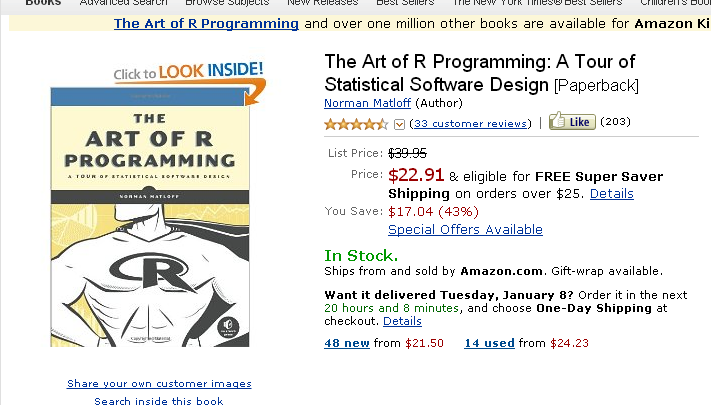 Books Advanced Search Browse Subjects New Releases Best Sellers The New York Times® Best Sellers Children's Boo
The Art of R Programming and over one million other books are available for Amazon Ki
Click to LOOK INSIDE!
THE
ART OF R
PROGRAMMING
A TOUR OF STATISTICAL SOFTWARE DESIGN
NORMAN MATLOFF
R
Share your own customer images
Search inside this book
The Art of R Programming: A Tour of
Statistical Software Design [Paperback]
Norman Matloff (Author)
(33 customer reviews) | Like (203)
List Price: $39.95
Price: $22.91 & eligible for FREE Super Saver
Shipping on orders over $25. Details
You Save: $17.04 (43%)
Special Offers Available
In Stock.
Ships from and sold by Amazon.com. Gift-wrap available.
Want it delivered Tuesday, January 8? Order it in the next
20 hours and 8 minutes, and choose One-Day Shipping at
checkout. Details
48 new from $21.50 14 used from $24.23